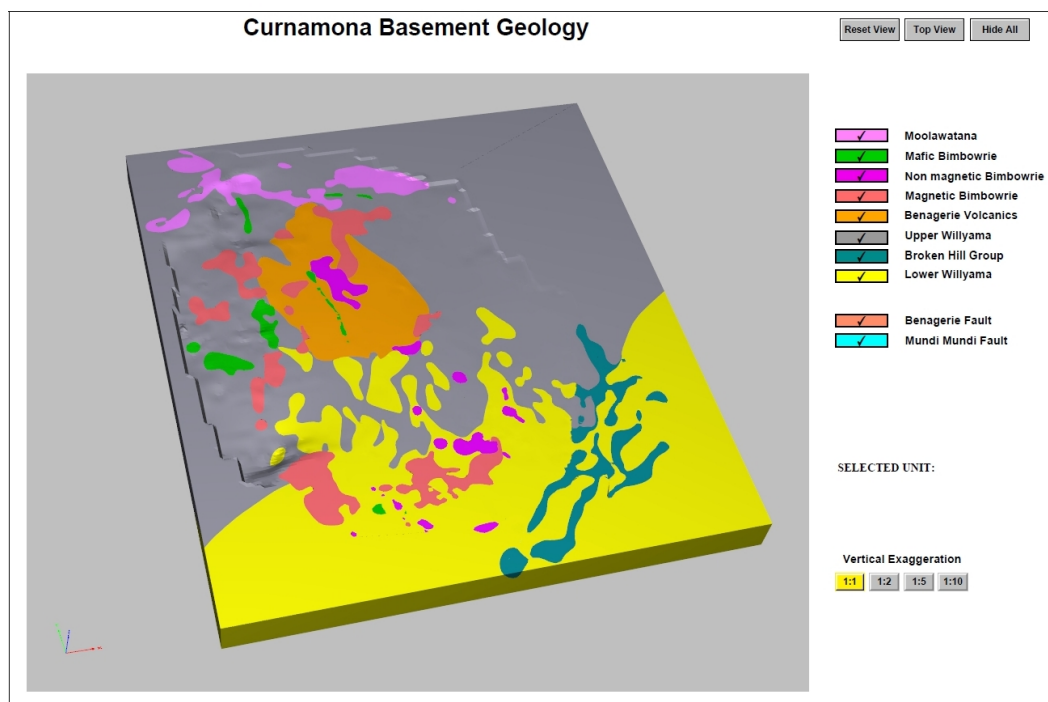 Curnamona Basement Geology
Reset View
Top View
Hide All
Moolawatana
Mafic Bimbowrie
Non magnetic Bimbowrie
Magnetic Bimbowrie
Benagerie Volcanics
Upper Willyama
Broken Hill Group
Lower Willyama
Benagerie Fault
Mundi Mundi Fault
SELECTED UNIT:
Vertical Exaggeration
1:1 1:2 1:5 1:10